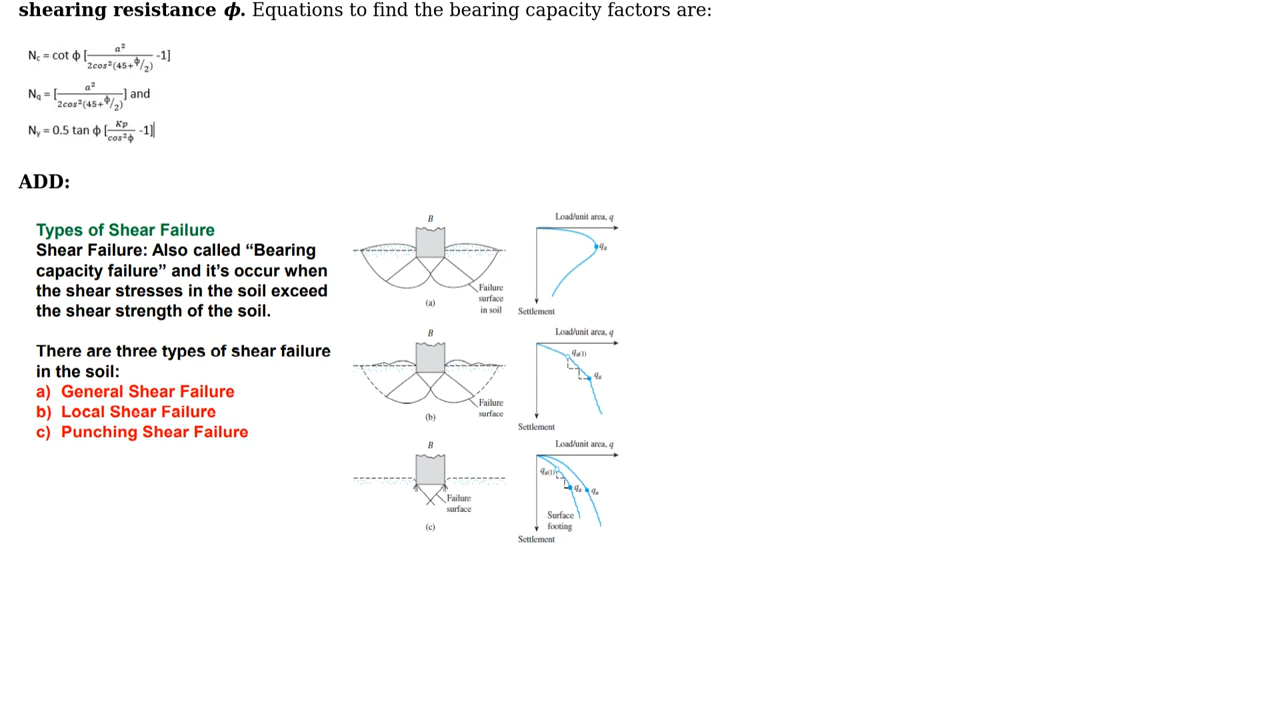 shearing resistance ϕ. Equations to find the bearing capacity factors are:
Nc = cot ϕ [a²/2cos²(45+ϕ/2) -1]
Nq = [a²/2cos²(45+ϕ/2)] and
Nγ = 0.5 tan ϕ [Kp/cos²ϕ -1]
ADD:
Types of Shear Failure
Shear Failure: Also called “Bearing
capacity failure” and it’s occur when
the shear stresses in the soil exceed
the shear strength of the soil.
There are three types of shear failure
in the soil:
a) General Shear Failure
b) Local Shear Failure
c) Punching Shear Failure
B
Failure
surface
in soil
(a)
Load/unit area, q
qu
Settlement
B
Failure
surface
(b)
Load/unit area, q
qu(1)
qu
Settlement
B
Failure
surface
(c)
Load/unit area, q
qu(1)
qu qu
Surface
footing
Settlement